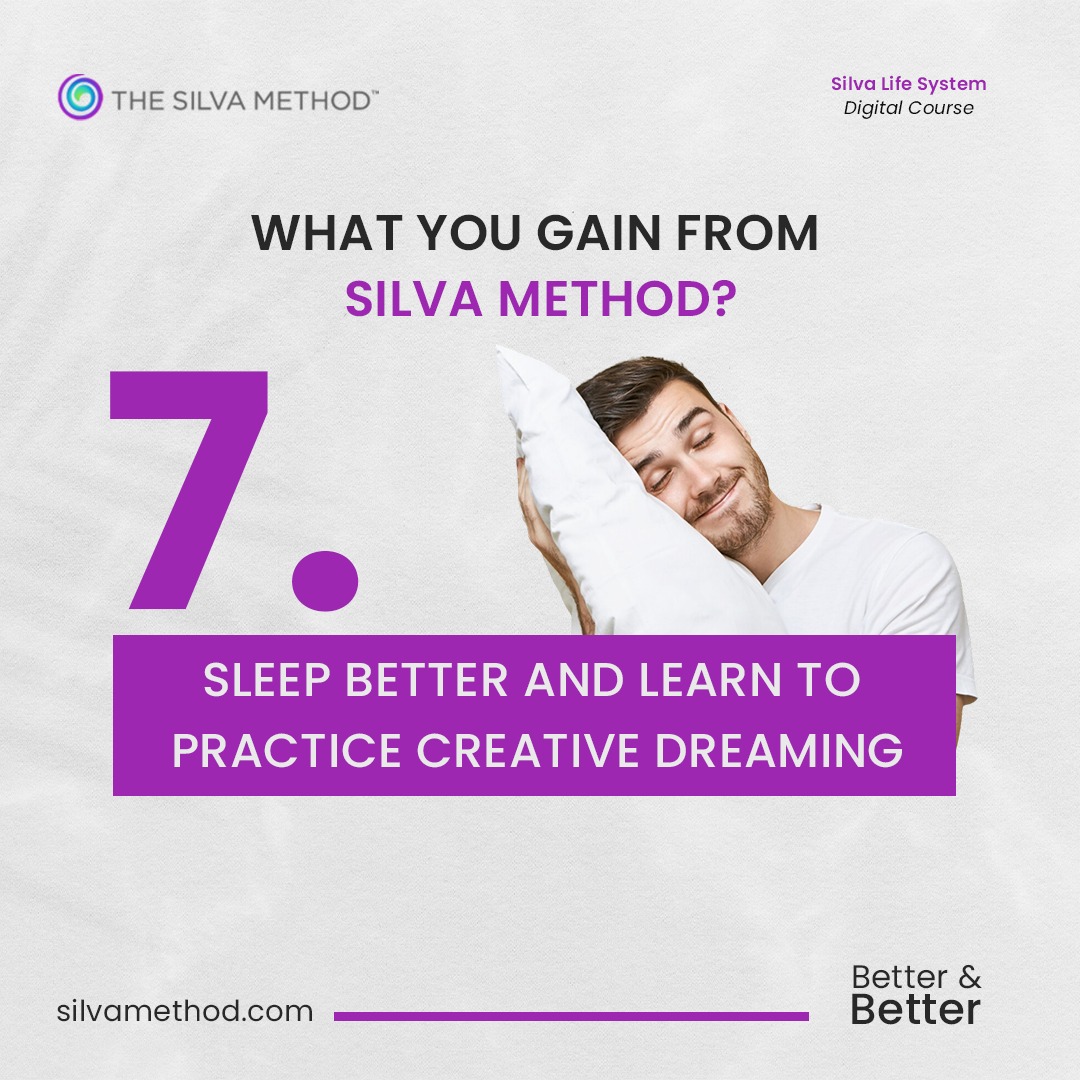 THE SILVA METHOD™
Silva Life System
Digital Course
WHAT YOU GAIN FROM
SILVA METHOD?
7.
SLEEP BETTER AND LEARN TO
PRACTICE CREATIVE DREAMING
silvamethod.com
Better &
Better